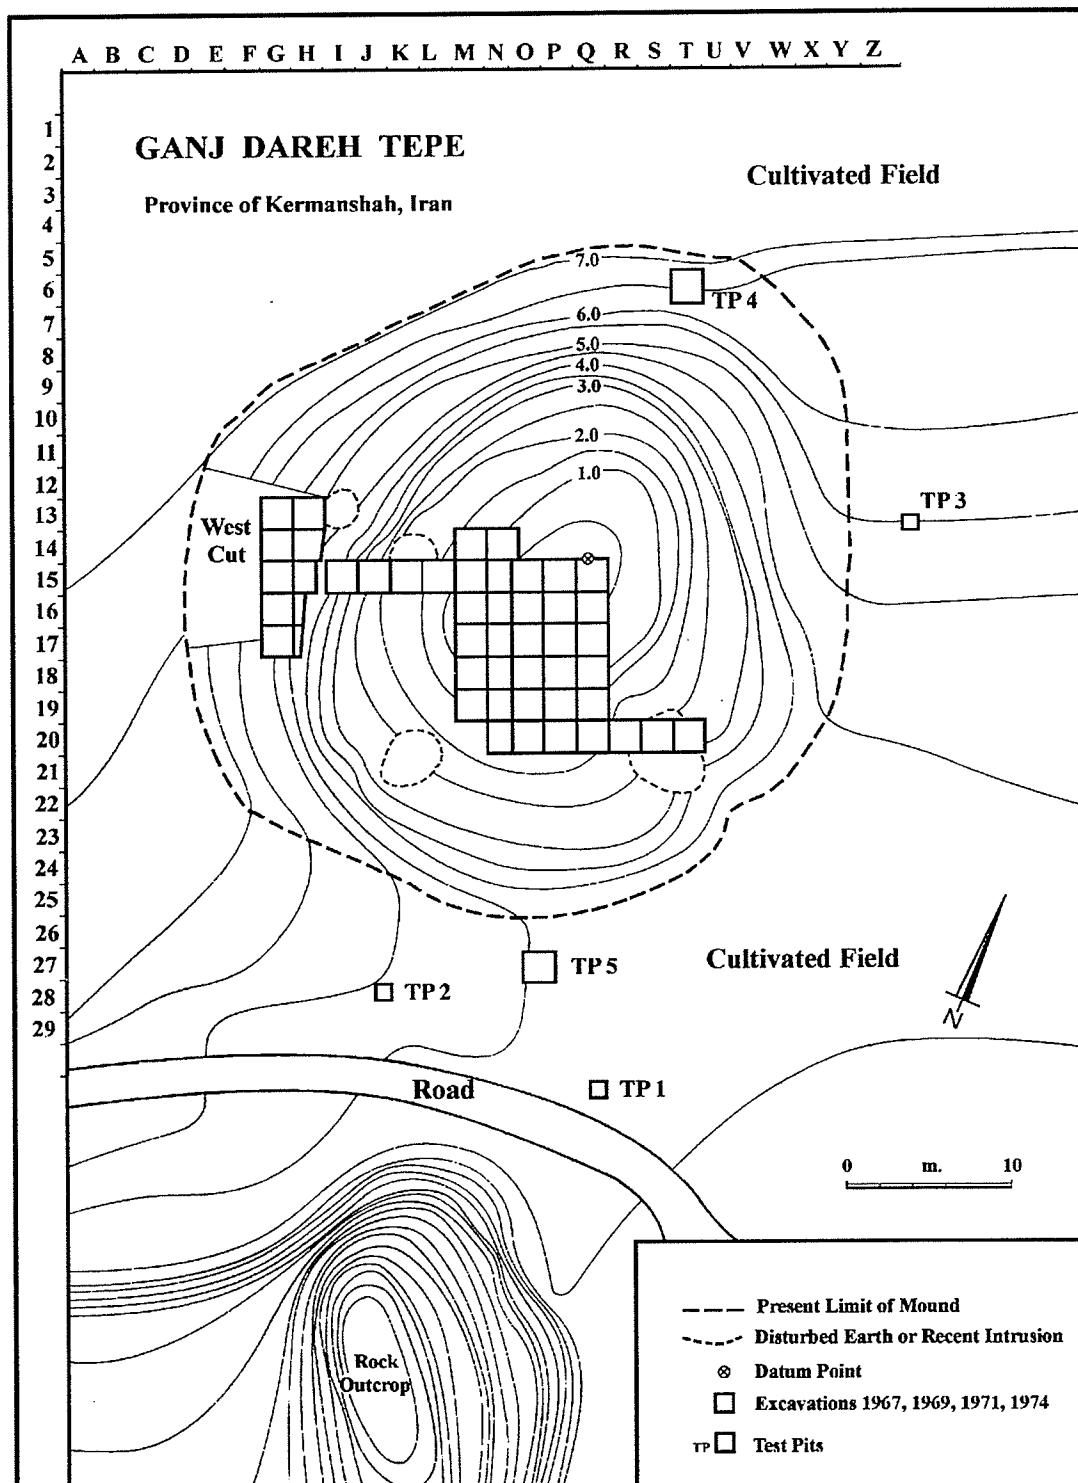 A B C D E F G H I J K L M N O P Q R S T U V W X Y Z
1
2
3
4
5
6
7
8
9
10
11
12
13
14
15
16
17
18
19
20
21
22
23
24
25
26
27
28
29
GANJ DAREH TEPE
Province of Kermanshah, Iran
Cultivated Field
7.0
TP 4
6.0
5.0
4.0
3.0
2.0
1.0
TP 3
West
Cut
TP 5
Cultivated Field
TP 2
N
Road
TP 1
0 m. 10
Rock
Outcrop
Present Limit of Mound
Disturbed Earth or Recent Intrusion
Datum Point
Excavations 1967, 1969, 1971, 1974
TP Test Pits